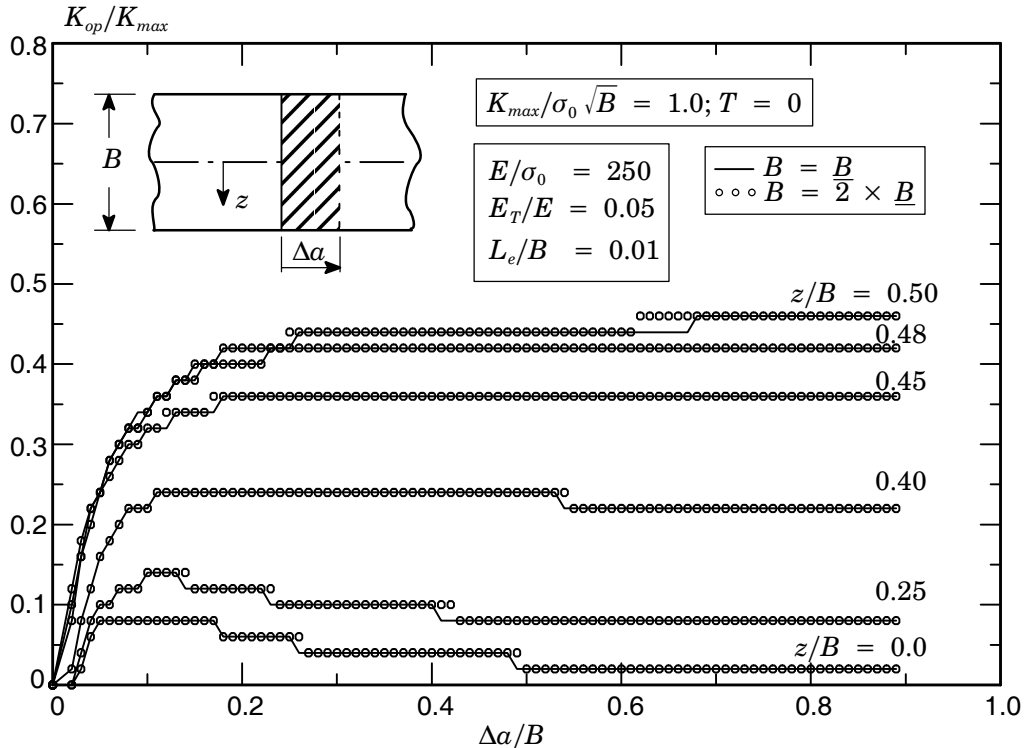 K_op/K_max
0.8
0.7
0.6
0.5
0.4
0.3
0.2
0.1
0
B
z
Δa
K_max/σ_0 √B = 1.0; T = 0
E/σ_0 = 250
E_T/E = 0.05
L_e/B = 0.01
B = B
B = 2 × B
z/B = 0.50
0.48
0.45
0.40
0.25
z/B = 0.0
0 0.2 0.4 0.6 0.8 1.0
Δa/B